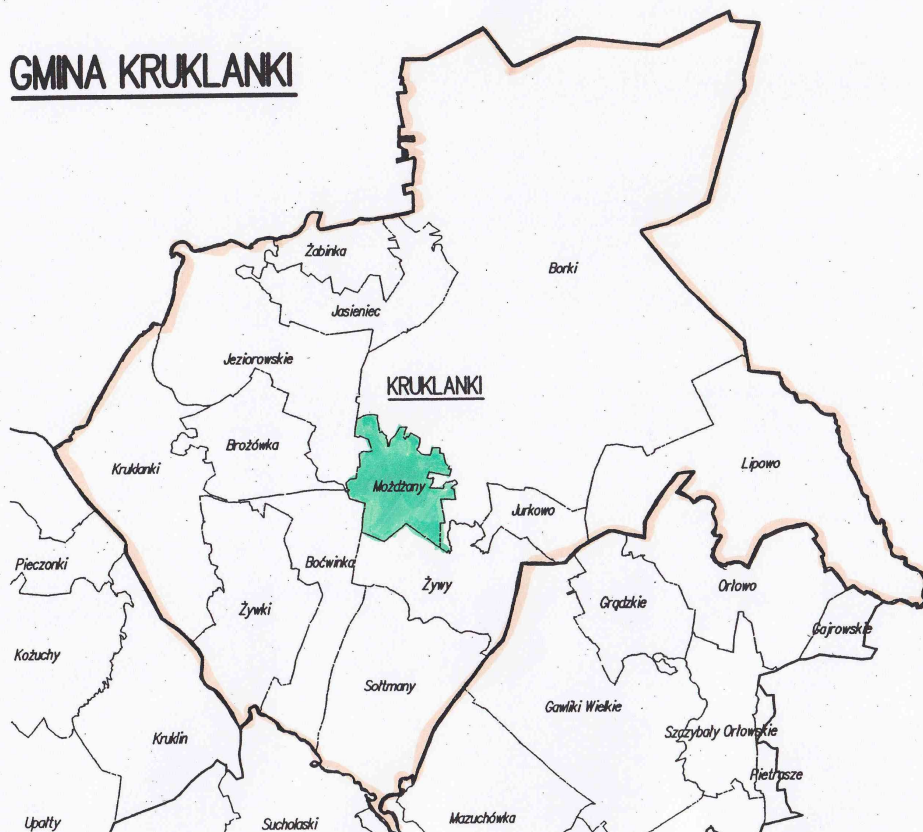 GMINA KRUKLANKI
Żabinka
Borki
Jasieniec
Jeziorowskie
KRUKLANKI
Brożówka
Kruklanki
Lipowo
Możdżany
Jurkowo
Pieczonki
Boćwinka
Żywy
Orłowo
Żywki
Grądzkie
Gajrowskie
Kożuchy
Sołtmany
Gawliki Wielkie
Szczybały Orłowskie
Kruklin
Pietrasze
Upałty
Sucholaski
Mazuchówka